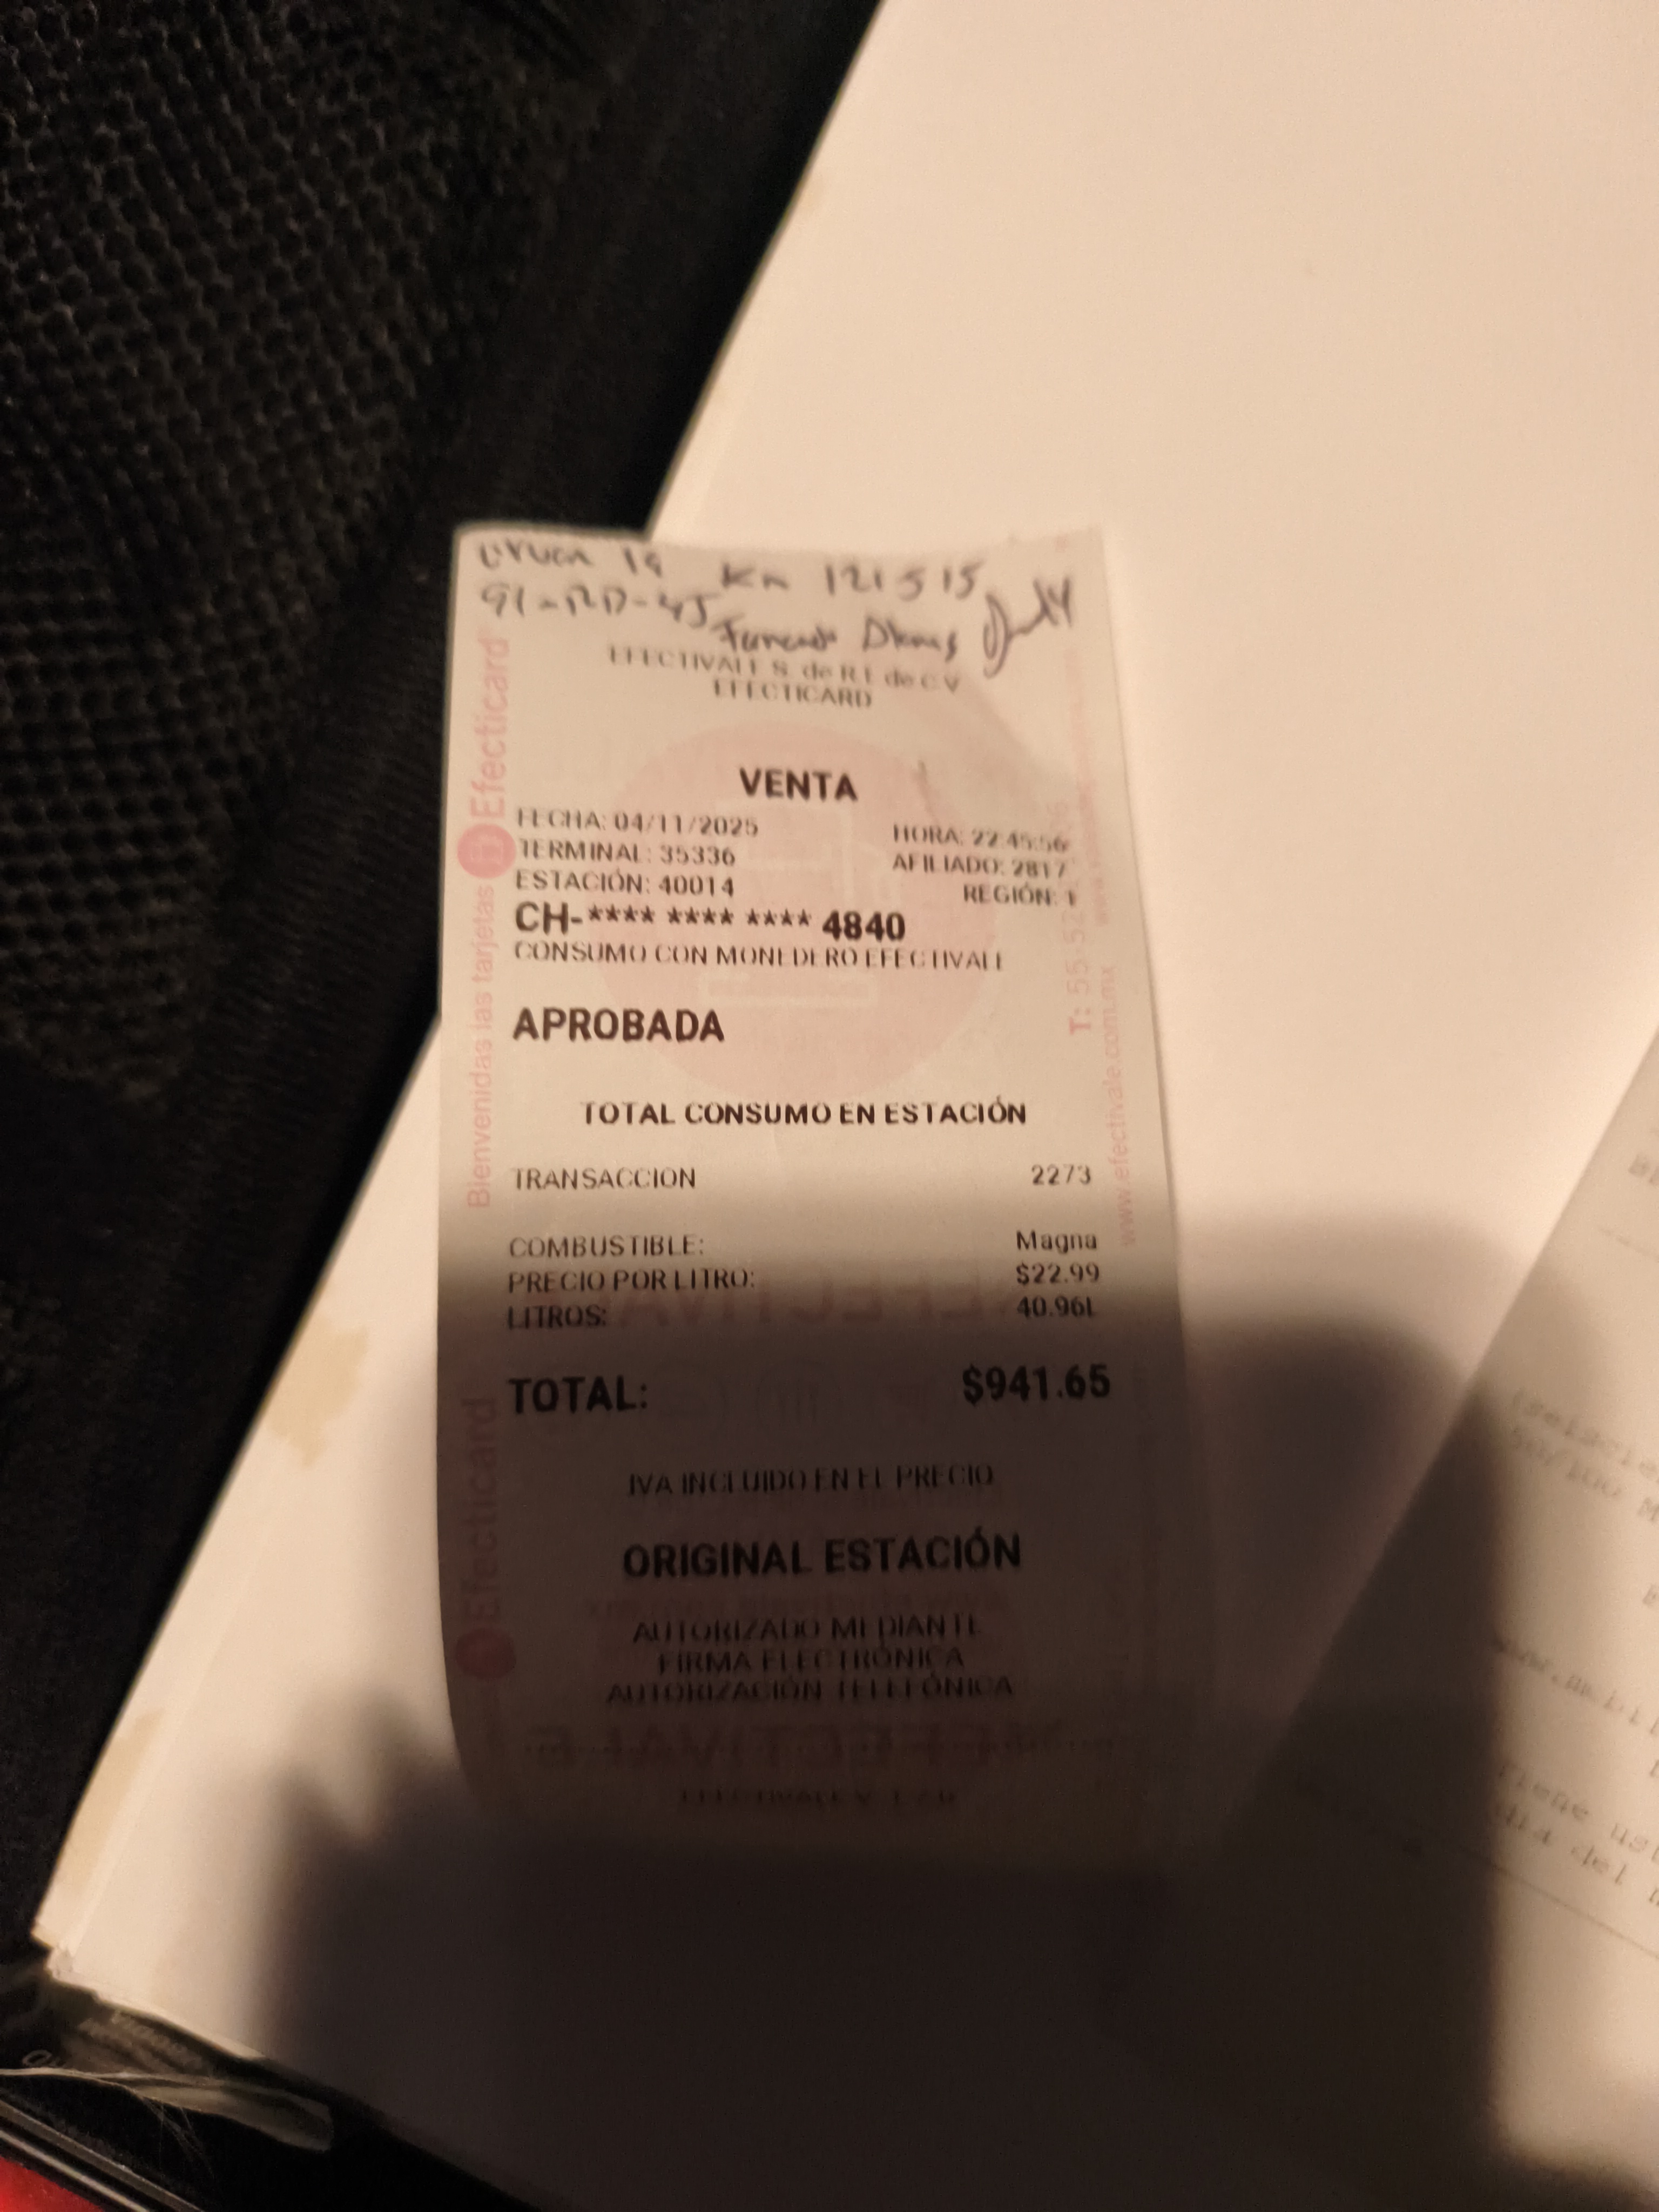 Km 121515
EFECTIVALE S. de R.L de C.V
EFECTICARD
VENTA
FECHA: 04/11/2025 HORA: 22:45:56
TERMINAL: 35336 AFILIADO: 2817
ESTACIÓN: 40014 REGIÓN: 1
CH-**** **** **** 4840
CONSUMO CON MONEDERO EFECTIVALE
APROBADA
TOTAL CONSUMO EN ESTACIÓN
TRANSACCION 2273
COMBUSTIBLE: Magna
PRECIO POR LITRO: $22.99
LITROS: 40.96L
TOTAL: $941.65
IVA INCLUIDO EN EL PRECIO
ORIGINAL ESTACIÓN
AUTORIZADO MEDIANTE
FIRMA ELECTRÓNICA
AUTORIZACIÓN TELEFÓNICA
Bienvenidas las tarjetas Efecticard
Efecticard
www.efectivale.com.mx